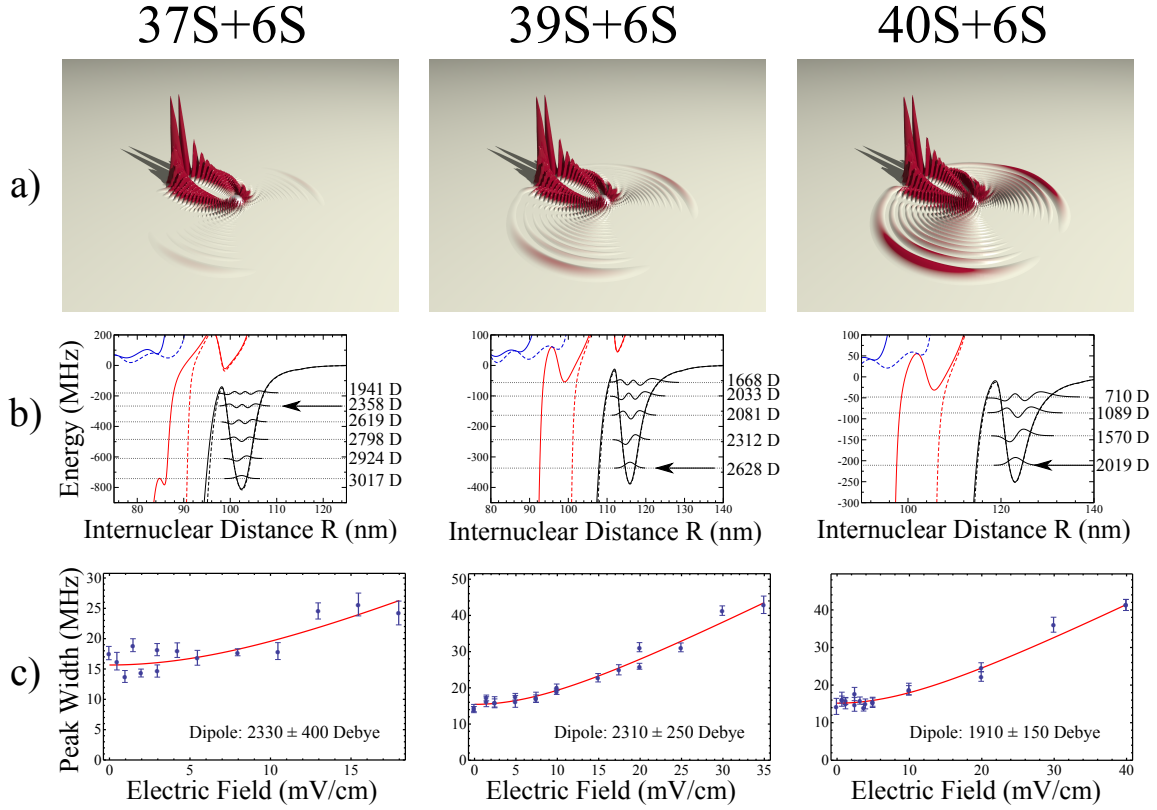 37S+6S 39S+6S 40S+6S
a)
b)
Energy (MHz)
200
0
-200
-400
-600
-800
80 90 100 110 120
1941 D
2358 D
2619 D
2798 D
2924 D
3017 D
Internuclear Distance R (nm)
100
0
-100
-200
-300
-400
-500
80 90 100 110 120 130 140
1668 D
2033 D
2081 D
2312 D
2628 D
Internuclear Distance R (nm)
100
50
0
-50
-100
-150
-200
-250
-300
100 120 140
710 D
1089 D
1570 D
2019 D
Internuclear Distance R (nm)
c)
Peak Width (MHz)
30
25
20
15
10
5
0
0 5 10 15
Dipole: 2330 ± 400 Debye
Electric Field (mV/cm)
50
40
30
20
10
0
0 5 10 15 20 25 30 35
Dipole: 2310 ± 250 Debye
Electric Field (mV/cm)
40
30
20
10
0
0 10 20 30 40
Dipole: 1910 ± 150 Debye
Electric Field (mV/cm)